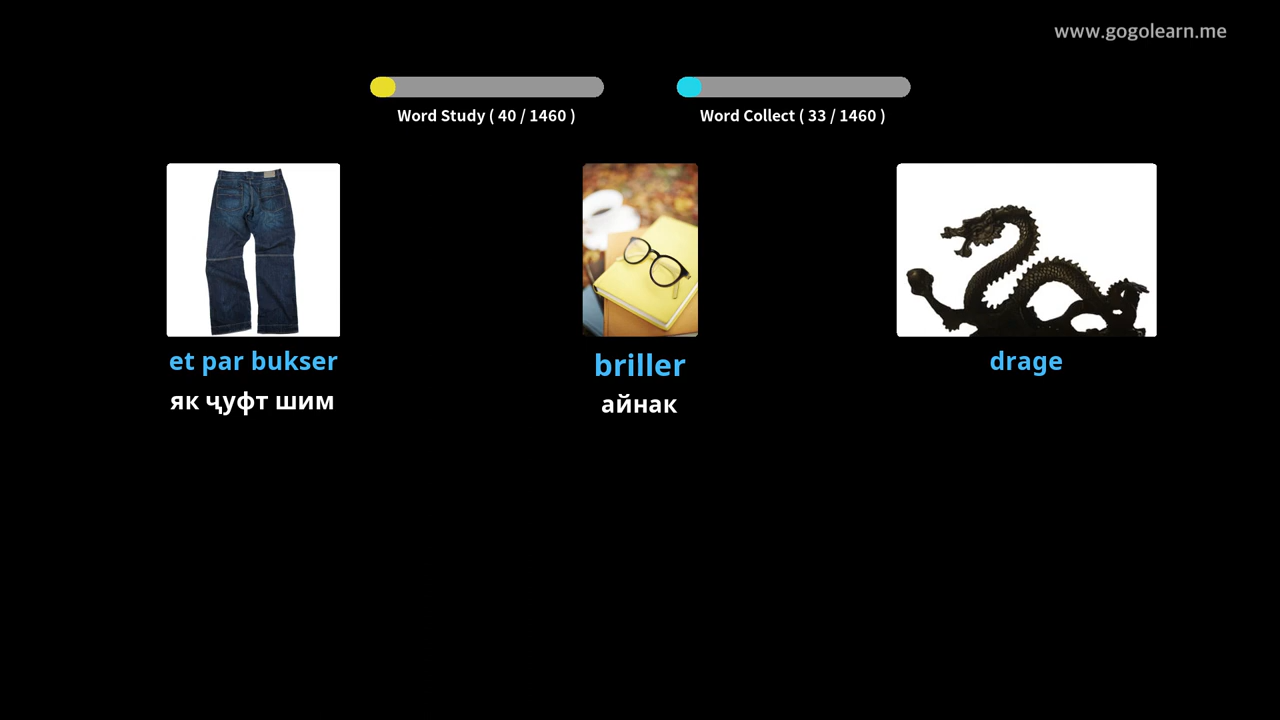 www.gogolearn.me
Word Study ( 40 / 1460 )
Word Collect ( 33 / 1460 )
et par bukser
як ҷуфт шим
briller
айнак
drage